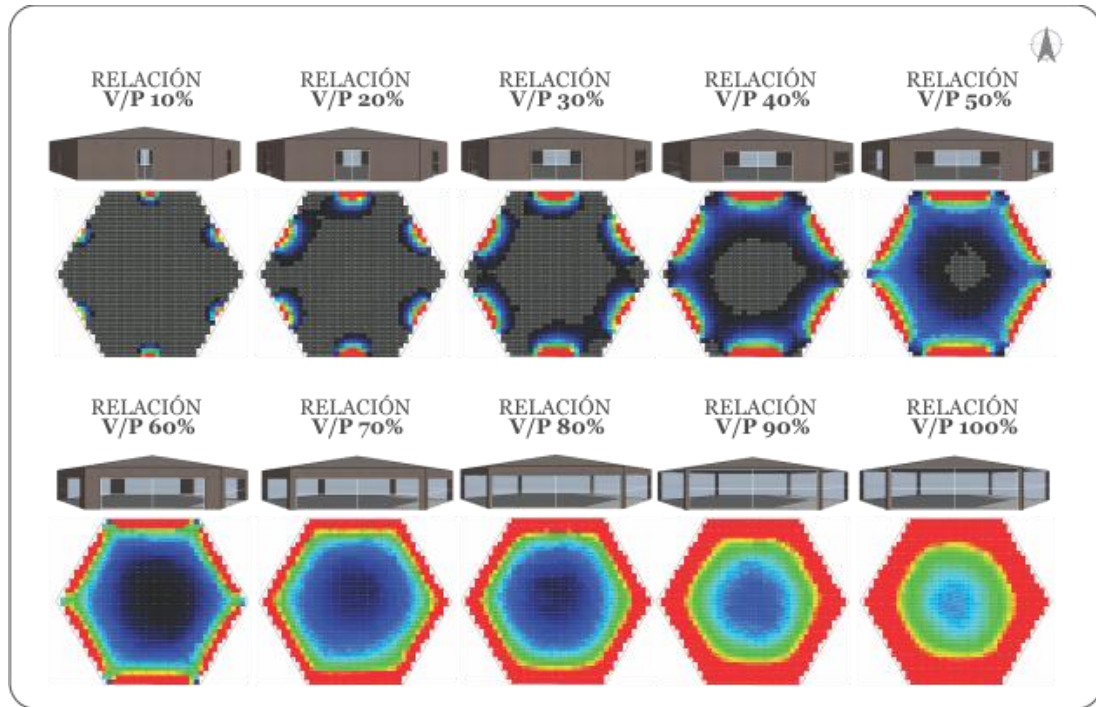 RELACIÓN
V/P 10%
RELACIÓN
V/P 20%
RELACIÓN
V/P 30%
RELACIÓN
V/P 40%
RELACIÓN
V/P 50%
RELACIÓN
V/P 60%
RELACIÓN
V/P 70%
RELACIÓN
V/P 80%
RELACIÓN
V/P 90%
RELACIÓN
V/P 100%